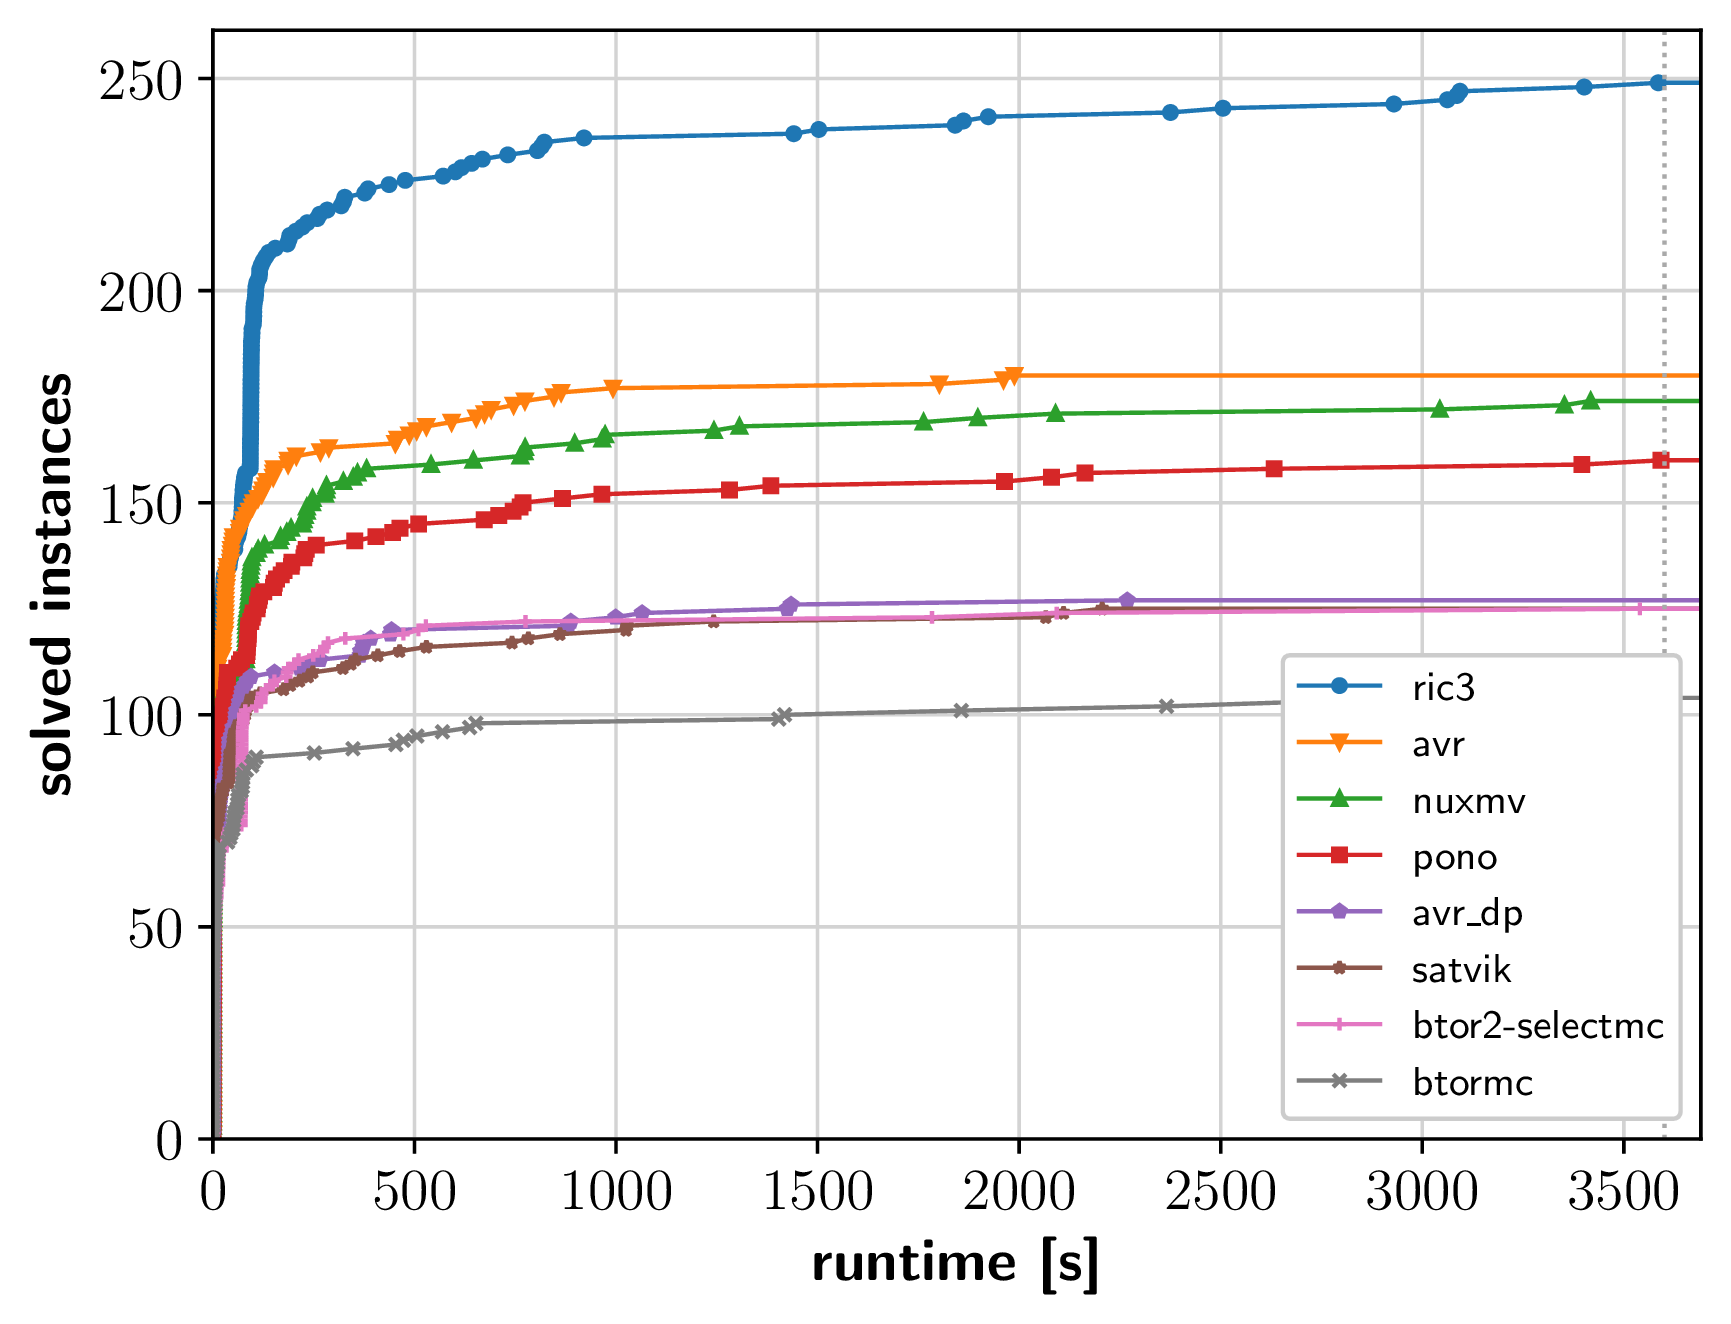 250
200
150
100
50
0
solved instances
0 500 1000 1500 2000 2500 3000 3500
runtime [s]
ric3
avr
nuxmv
pono
avr_dp
satvik
btor2-selectmc
btormc